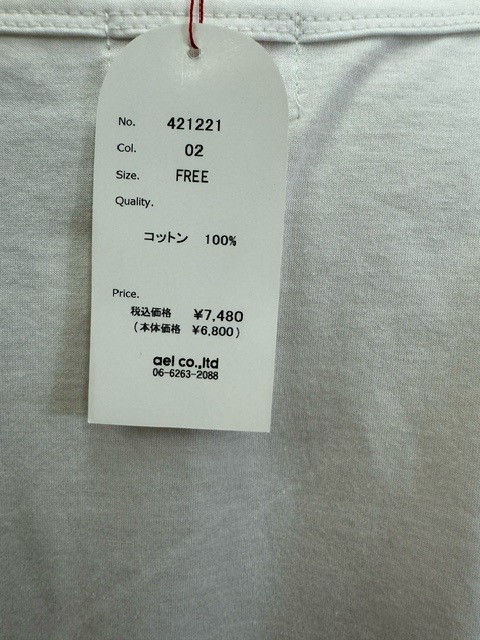 No. 421221
Col. 02
Size. FREE
Quality.
コットン 100%
Price.
税込価格 ¥7,480
(本体価格 ¥6,800)
ael co.,ltd
06-6263-2088